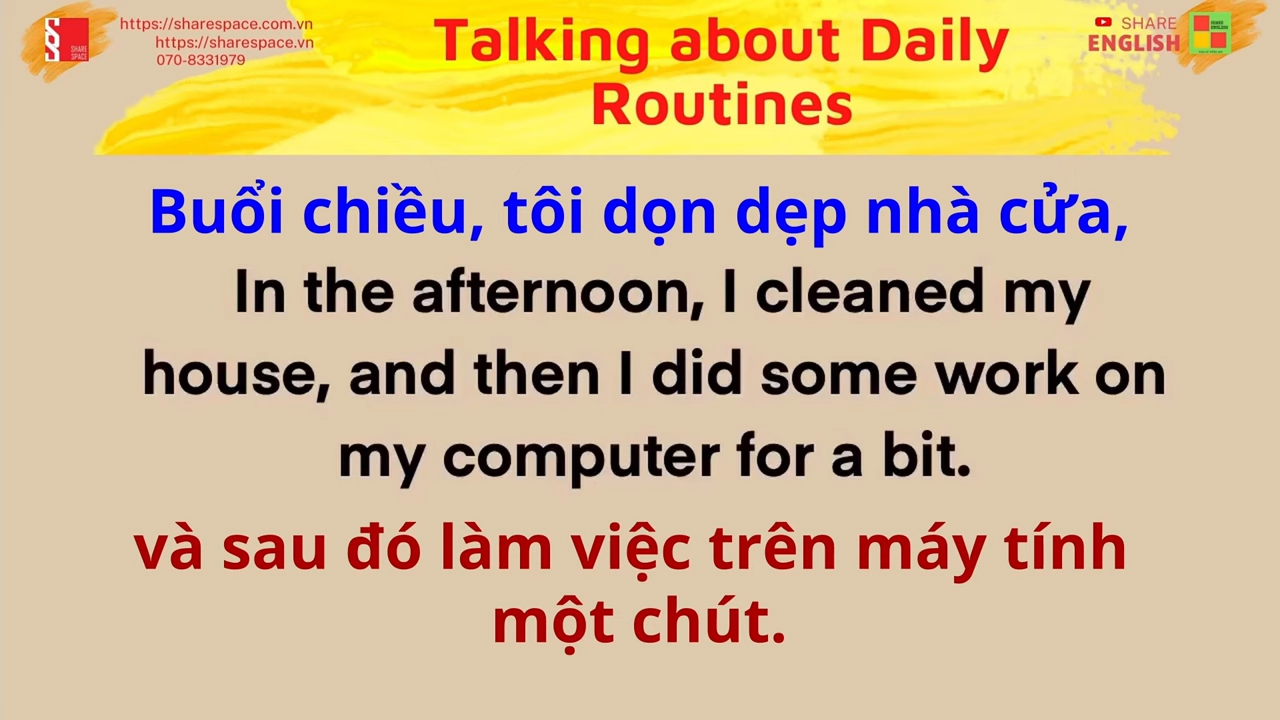 https://sharespace.com.vn
https://sharespace.vn
070-8331979
SHARE
SPACE
Talking about Daily
Routines
SHARE
ENGLISH
Buổi chiều, tôi dọn dẹp nhà cửa,
In the afternoon, I cleaned my
house, and then I did some work on
my computer for a bit.
và sau đó làm việc trên máy tính
một chút.